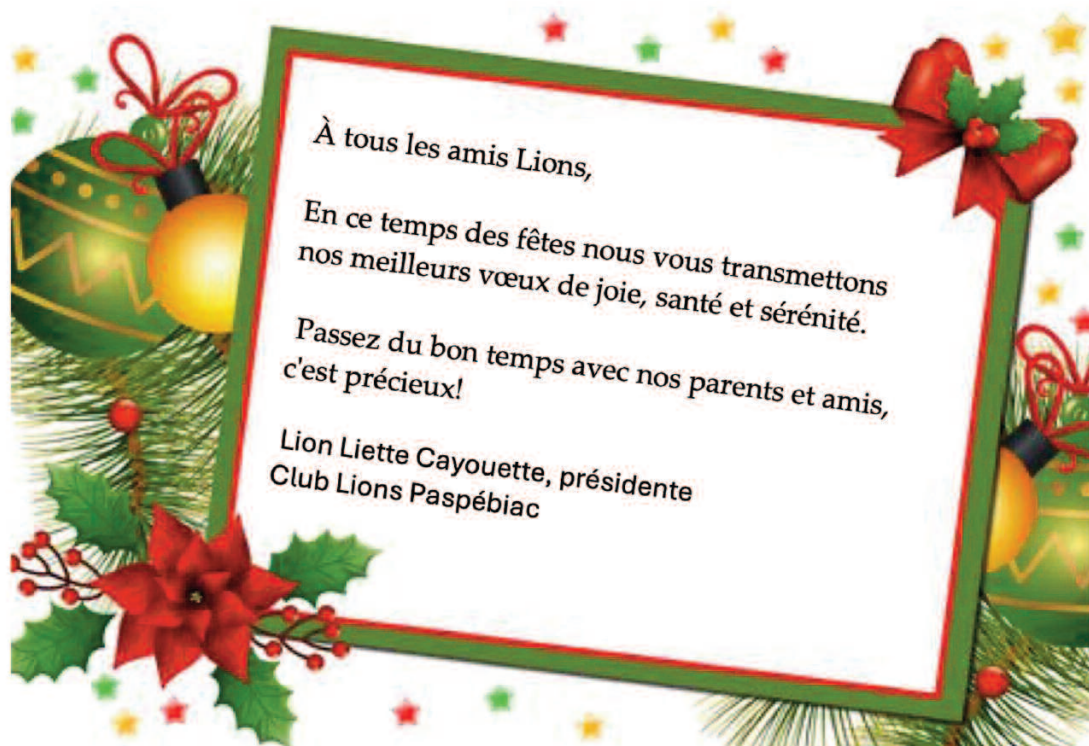 À tous les amis Lions,
En ce temps des fêtes nous vous transmettons
nos meilleurs vœux de joie, santé et sérénité.
Passez du bon temps avec nos parents et amis,
c'est précieux!
Lion Liette Cayouette, présidente
Club Lions Paspébiac